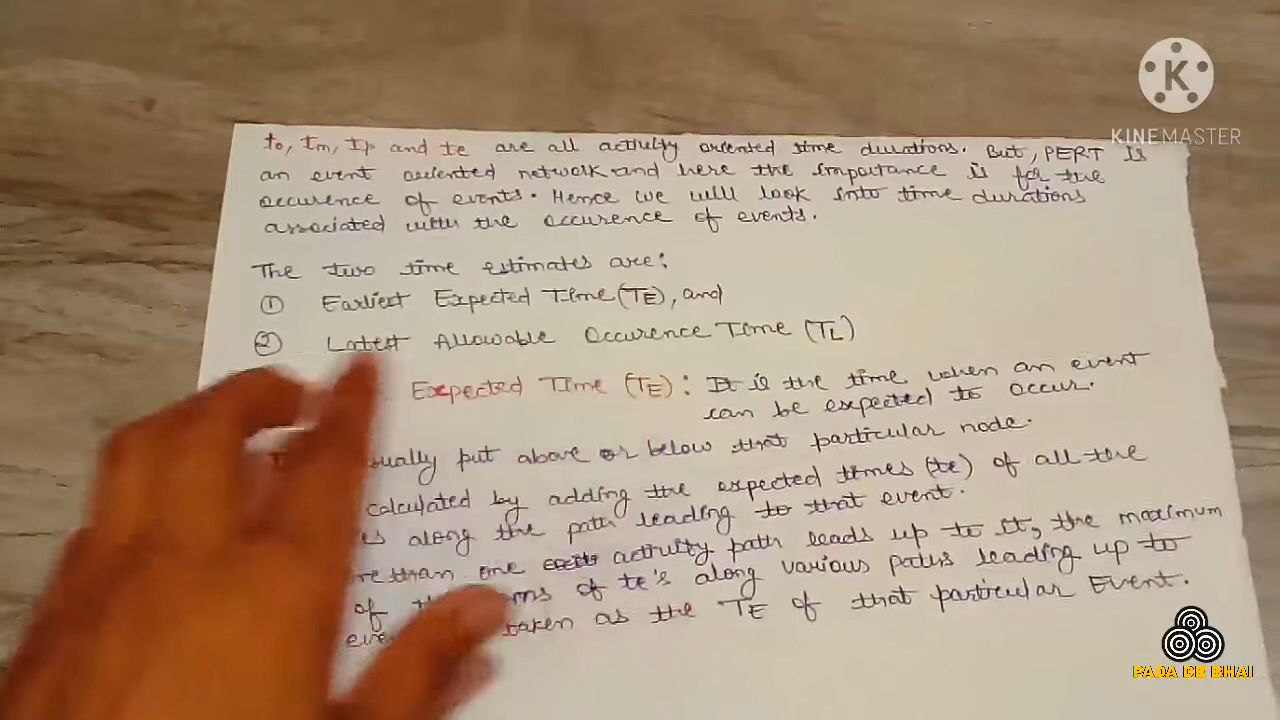 to, tm, tp and te are all activity oriented time durations. But, PERT is
an event oriented network and here the importance is for the
occurence of events. Hence we will look into time durations
associated with the occurence of events.
The two time estimates are:
① Earliest Expected Time (TE), and
② Latest Allowable Occurence Time (TL)
Expected Time (TE): It is the time when an event
can be expected to occur.
usually put above or below that particular node.
calculated by adding the expected times (te) of all the
along the path leading to that event.
than one activity path leads up to it, the maximum
of te's along various paths leading up to
taken as the TE of that particular Event.
K
KINEMASTER
PADA DE BHAI